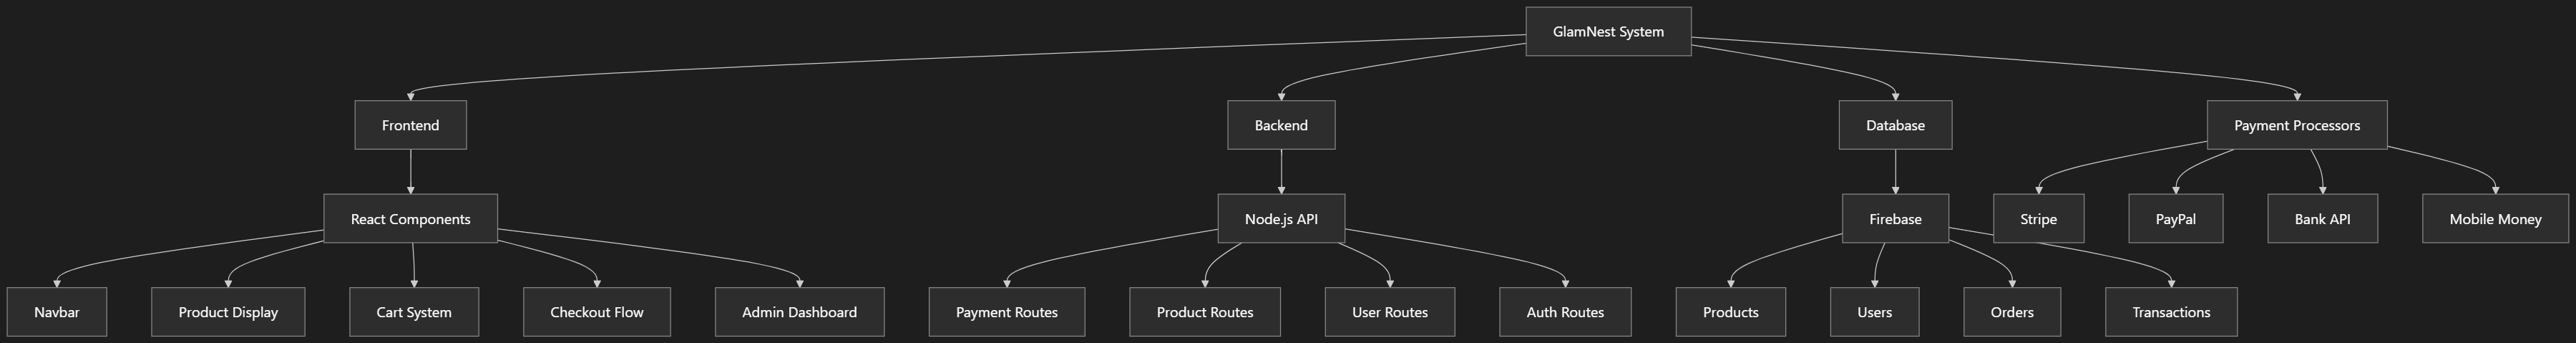 GlamNest System
Frontend
Backend
Database
Payment Processors
React Components
Node.js API
Firebase
Stripe
PayPal
Bank API
Mobile Money
Navbar
Product Display
Cart System
Checkout Flow
Admin Dashboard
Payment Routes
Product Routes
User Routes
Auth Routes
Products
Users
Orders
Transactions